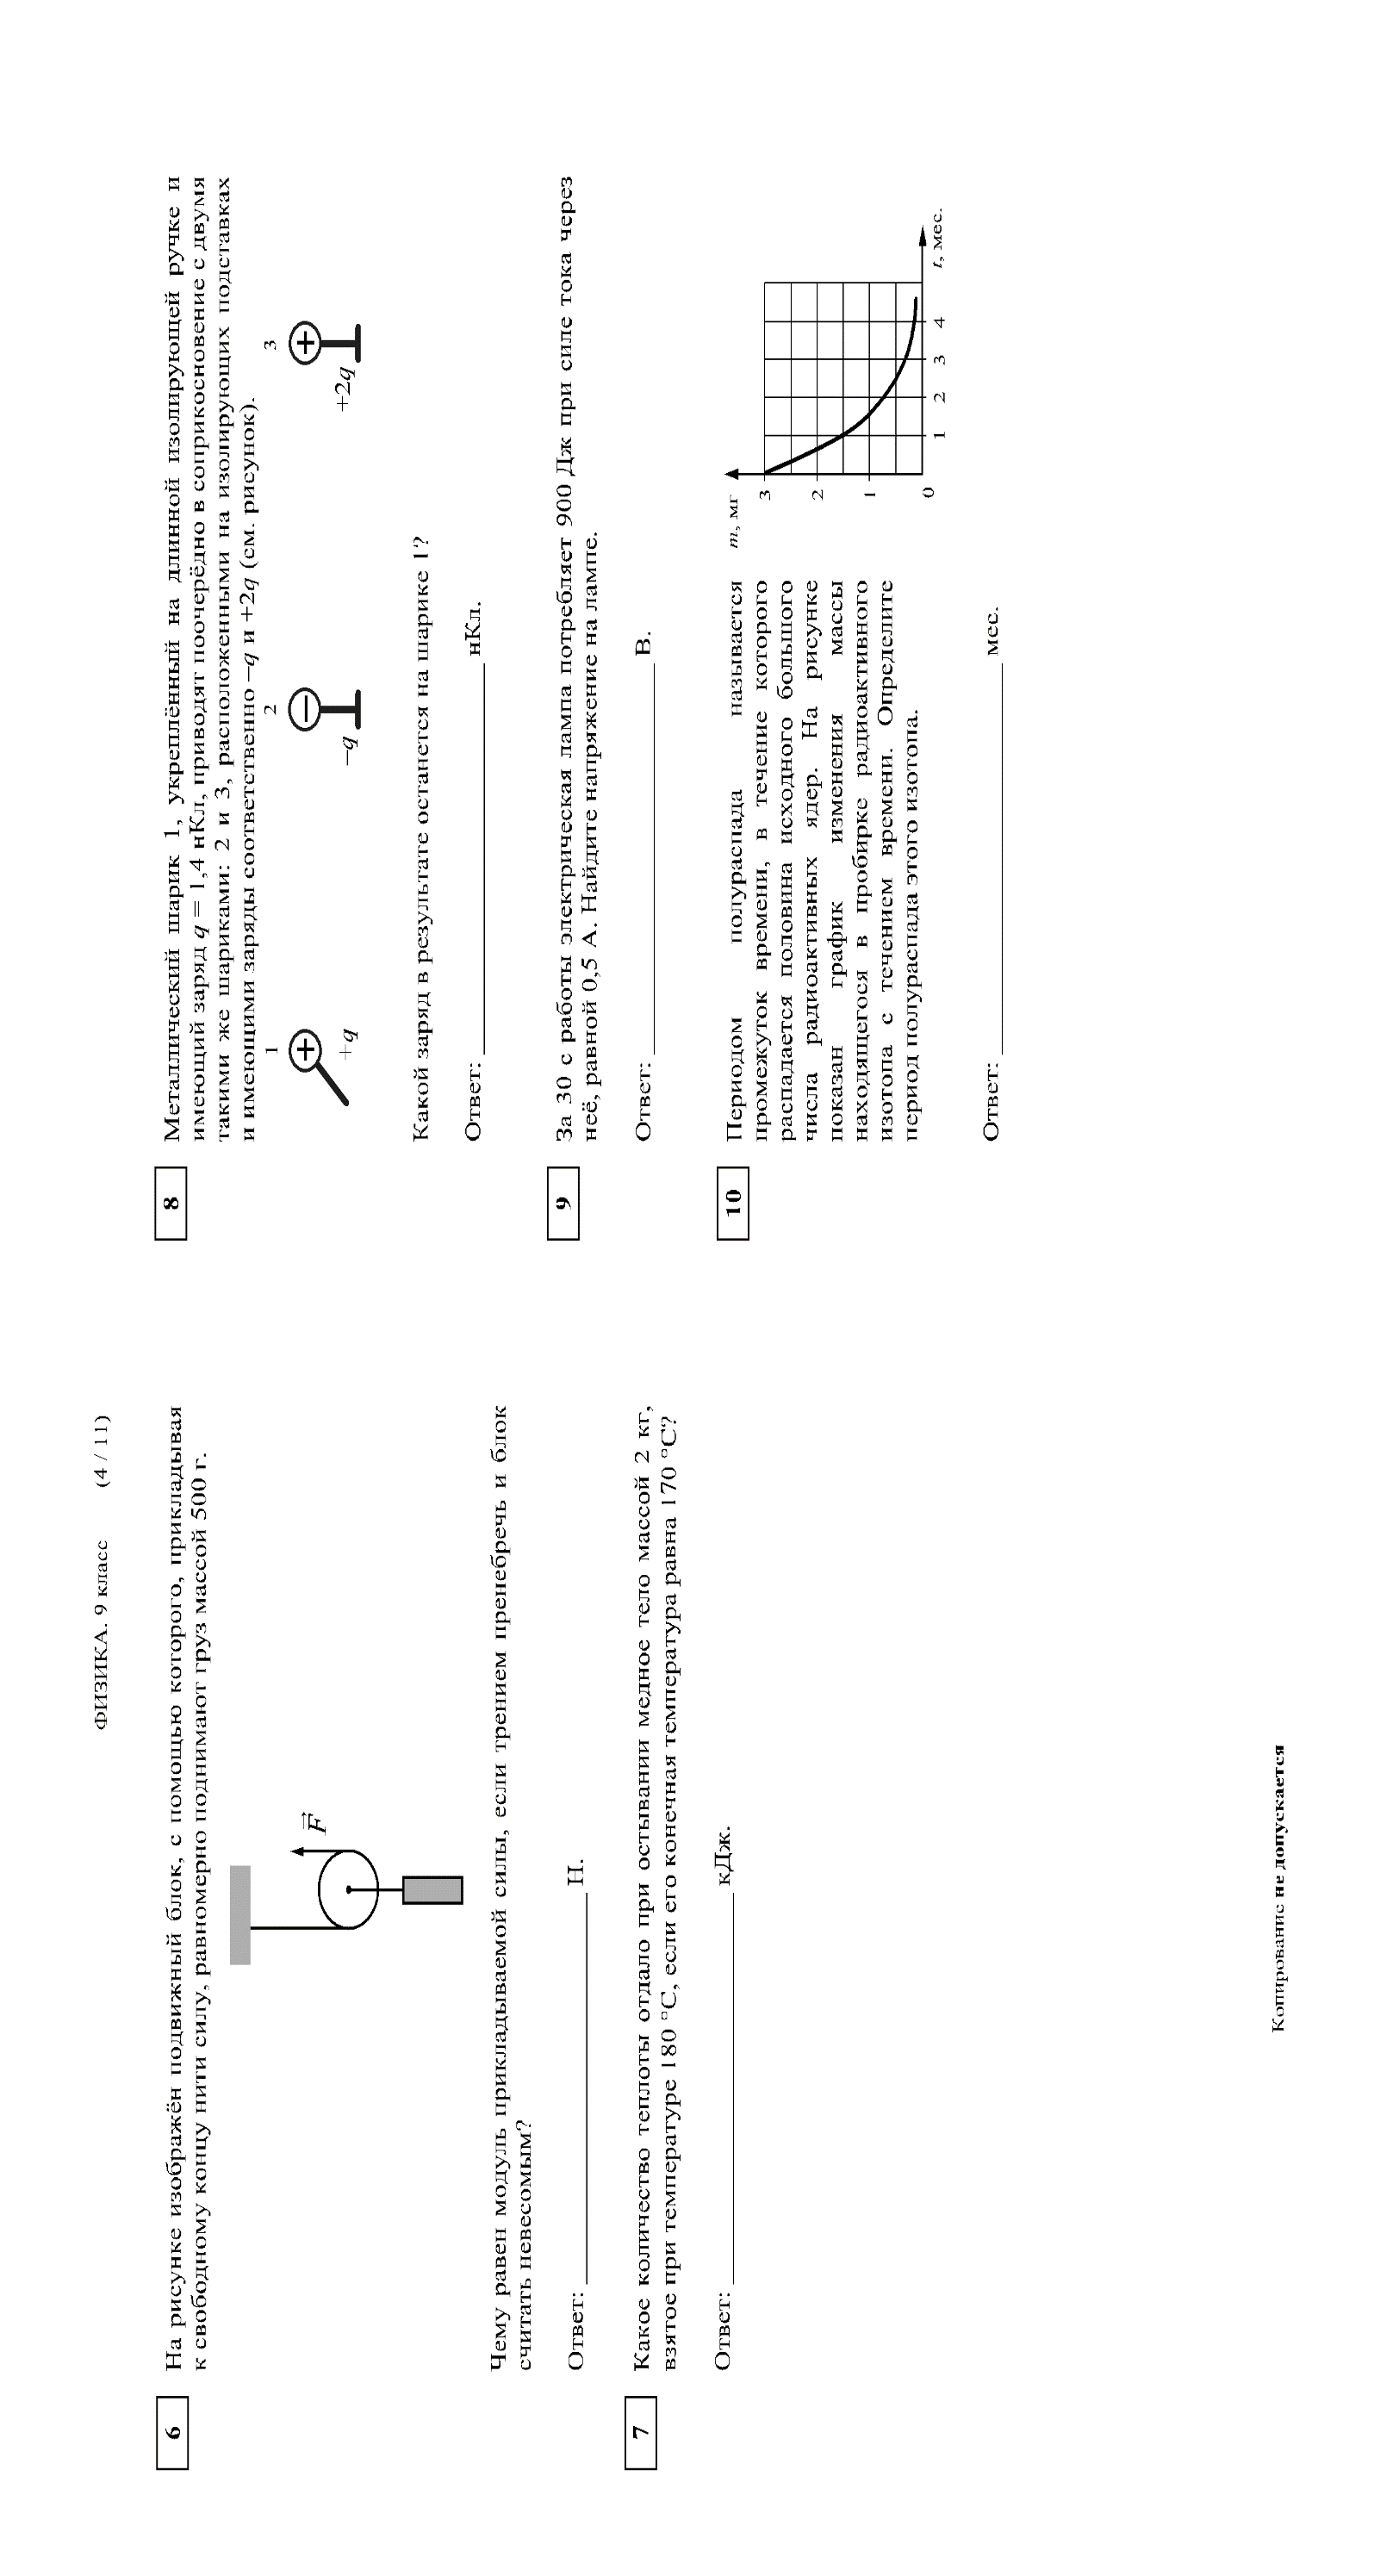 ФИЗИКА. 9 класс (4 / 11)
6
На рисунке изображён подвижный блок, с помощью которого, прикладывая
к свободному концу нити силу, равномерно поднимают груз массой 500 г.
F
Чему равен модуль прикладываемой силы, если трением пренебречь и блок
считать невесомым?
Ответ: ______ Н.
7
Какое количество теплоты отдало при остывании медное тело массой 2 кг,
взятое при температуре 180 °С, если его конечная температура равна 170 °С?
Ответ: ______ кДж.
Копирование не допускается
8
Металлический шарик 1, укреплённый на длинной изолирующей ручке и
имеющий заряд q = 1,4 нКл, приводят поочерёдно в соприкосновение с двумя
такими же шариками: 2 и 3, расположенными на изолирующих подставках
и имеющими заряды соответственно –q и +2q (см. рисунок).
1 2 3
+ – +
+q –q +2q
Какой заряд в результате останется на шарике 1?
Ответ: ______ нКл.
9
За 30 с работы электрическая лампа потребляет 900 Дж при силе тока через
неё, равной 0,5 А. Найдите напряжение на лампе.
Ответ: ______ В.
10
Периодом полураспада называется
промежуток времени, в течение которого
распадается половина исходного большого
числа радиоактивных ядер. На рисунке
показан график изменения массы
находящегося в пробирке радиоактивного
изотопа с течением времени. Определите
период полураспада этого изотопа.
m, мг
3
2
1
0
1 2 3 4
t, мес.
Ответ: ______ мес.